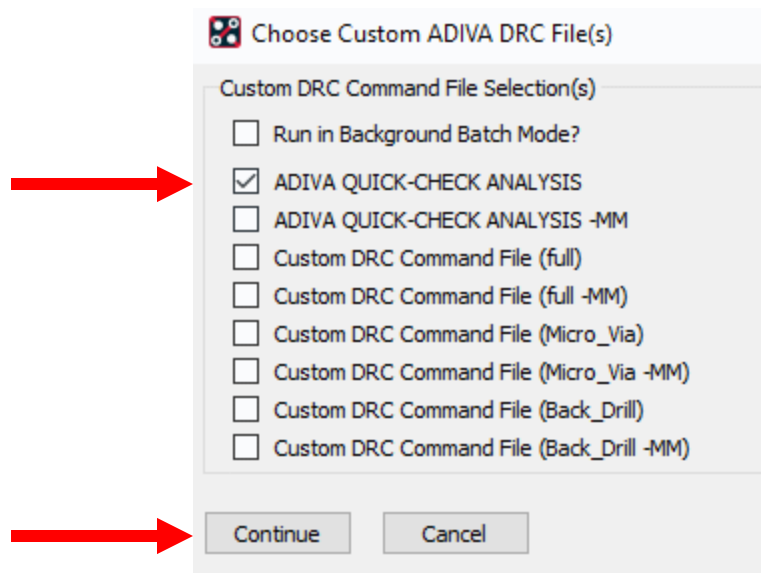 Choose Custom ADIVA DRC File(s)
Custom DRC Command File Selection(s)
Run in Background Batch Mode?
ADIVA QUICK-CHECK ANALYSIS
ADIVA QUICK-CHECK ANALYSIS -MM
Custom DRC Command File (full)
Custom DRC Command File (full -MM)
Custom DRC Command File (Micro_Via)
Custom DRC Command File (Micro_Via -MM)
Custom DRC Command File (Back_Drill)
Custom DRC Command File (Back_Drill -MM)
Continue Cancel